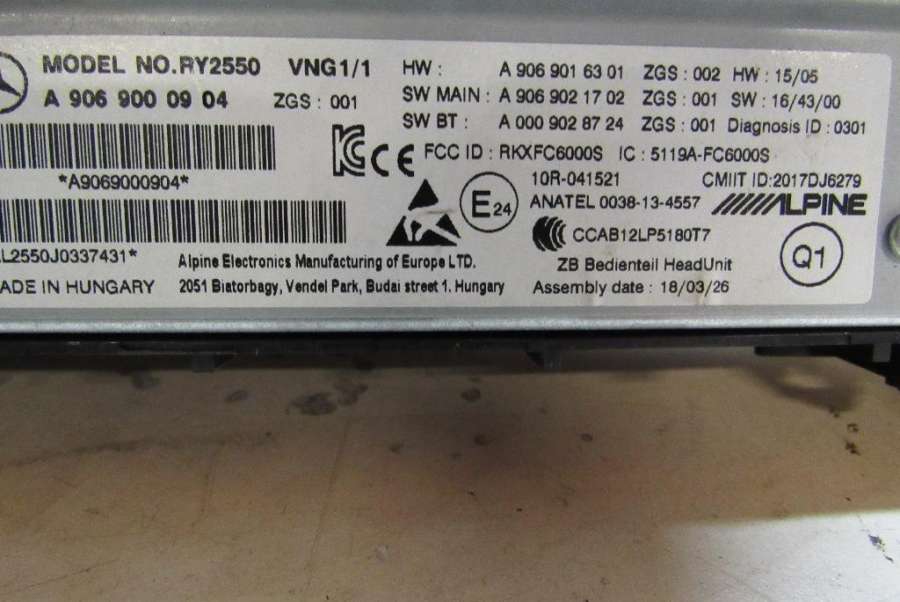 MODEL NO.RY2550 VNG1/1 HW : A 906 901 63 01 ZGS : 002 HW : 15/05
A 906 900 09 04 ZGS : 001 SW MAIN : A 906 902 17 02 ZGS : 001 SW : 16/43/00
SW BT : A 000 902 87 24 ZGS : 001 Diagnosis ID : 0301
FCC ID : RKXFC6000S IC : 5119A-FC6000S
*A9069000904*
10R-041521 CMIIT ID:2017DJ6279
E24 ANATEL 0038-13-4557 ALPINE
CCAB12LP5180T7 Q1
L2550J0337431* Alpine Electronics Manufacturing of Europe LTD. ZB Bedienteil HeadUnit
ADE IN HUNGARY 2051 Biatorbagy, Vendel Park, Budai street 1. Hungary Assembly date : 18/03/26